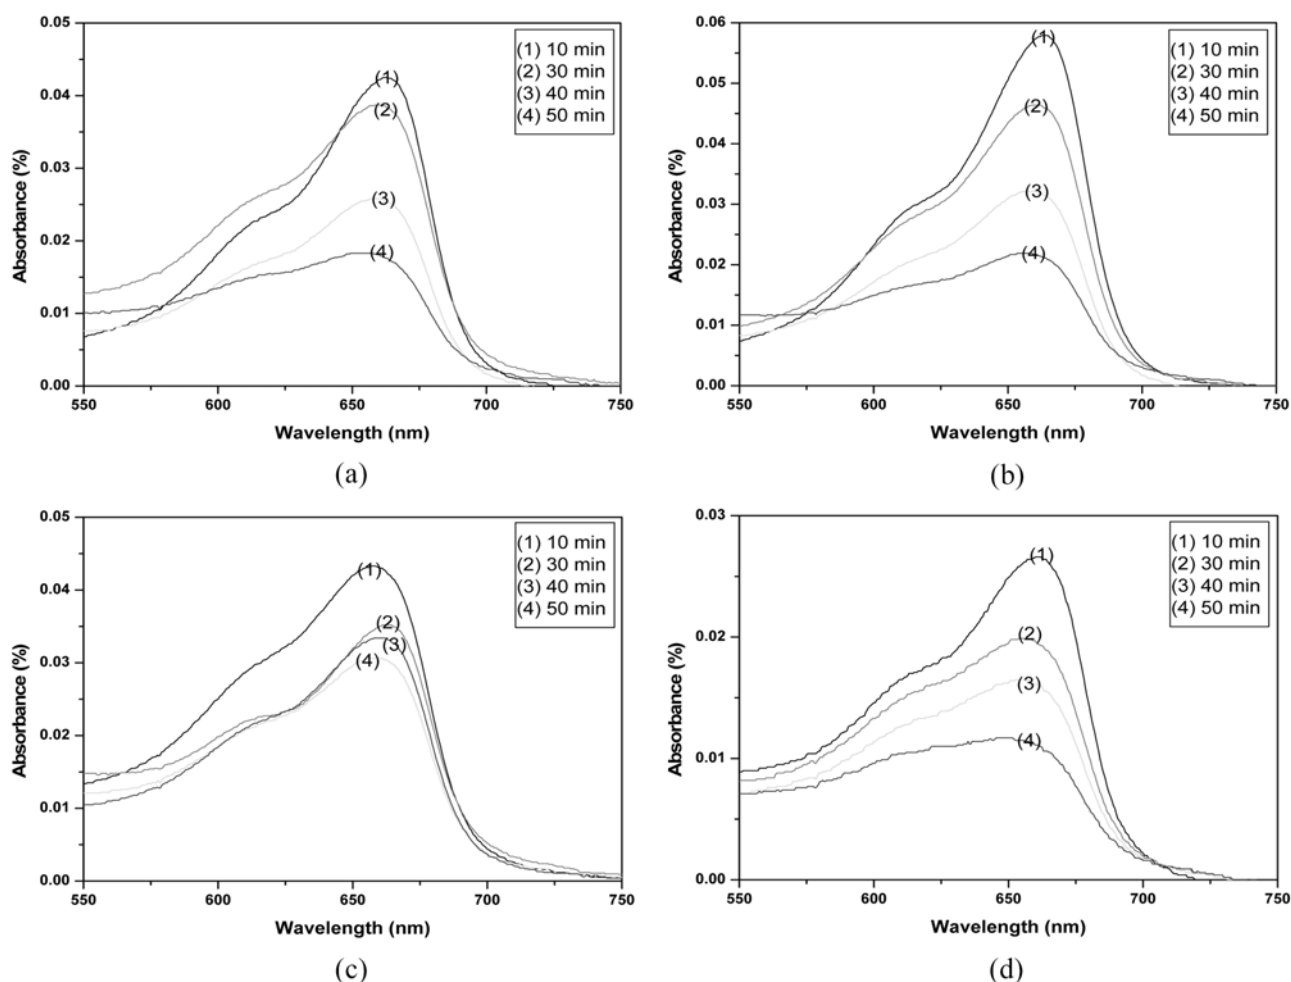 0.05
0.04
0.03
0.02
0.01
0.00
Absorbance (%)
550 600 650 700 750
Wavelength (nm)
(1) 10 min
(2) 30 min
(3) 40 min
(4) 50 min
(1)
(2)
(3)
(4)
(a)
0.06
0.05
0.04
0.03
0.02
0.01
0.00
Absorbance (%)
550 600 650 700 750
Wavelength (nm)
(1) 10 min
(2) 30 min
(3) 40 min
(4) 50 min
(1)
(2)
(3)
(4)
(b)
0.05
0.04
0.03
0.02
0.01
0.00
Absorbance (%)
550 600 650 700 750
Wavelength (nm)
(1) 10 min
(2) 30 min
(3) 40 min
(4) 50 min
(1)
(2)
(3)
(4)
(c)
0.03
0.02
0.01
0.00
Absorbance (%)
550 600 650 700 750
Wavelength (nm)
(1) 10 min
(2) 30 min
(3) 40 min
(4) 50 min
(1)
(2)
(3)
(4)
(d)